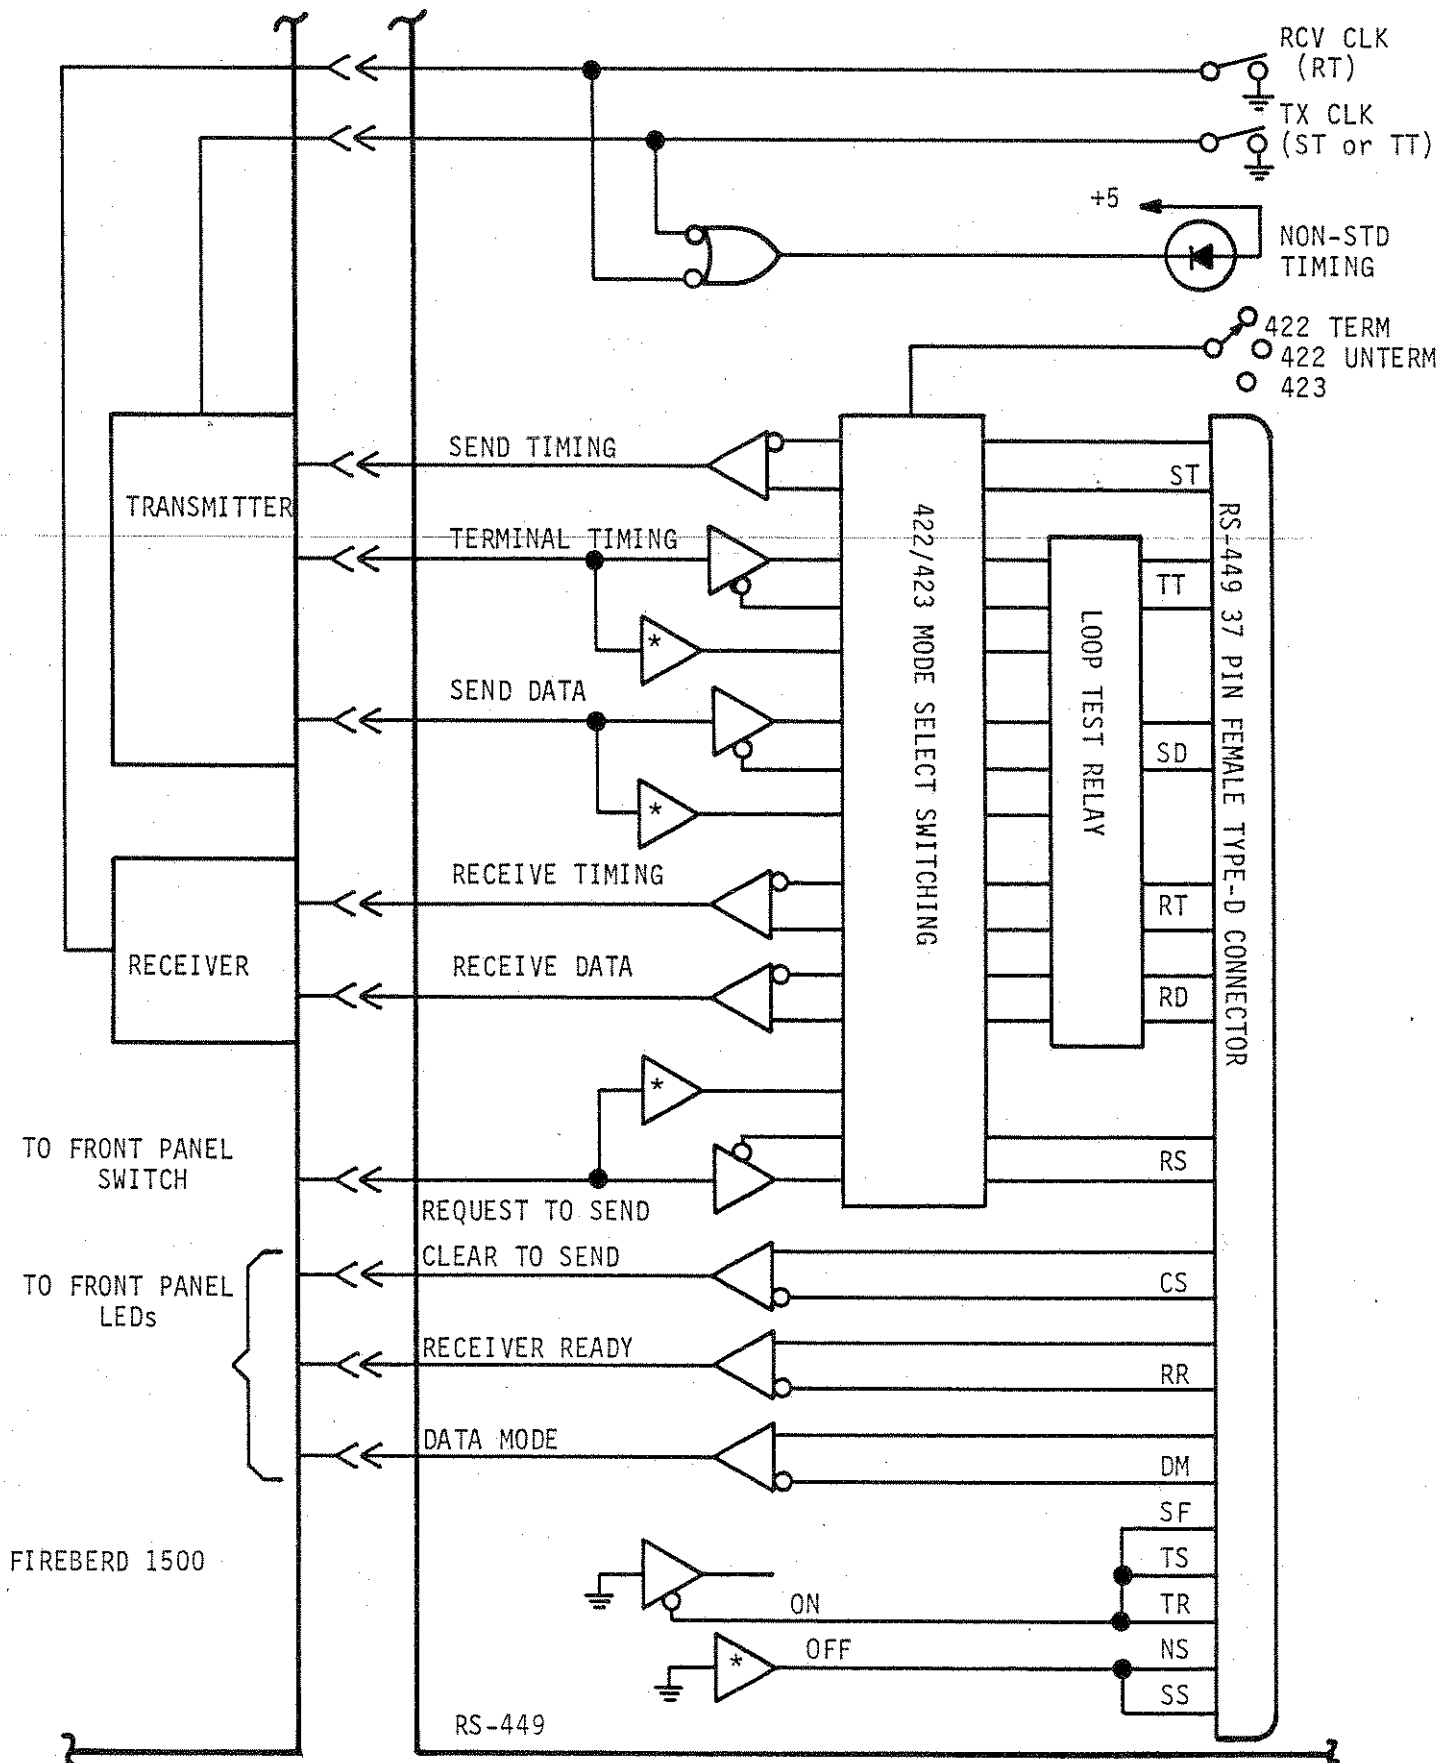 RCV CLK
(RT)
TX CLK
(ST or TT)
+5
NON-STD
TIMING
422 TERM
422 UNTERM
423
SEND TIMING
ST
TRANSMITTER
TERMINAL TIMING
TT
*
SEND DATA
SD
*
422/423 MODE SELECT SWITCHING
LOOP TEST RELAY
RS-449 37 PIN FEMALE TYPE-D CONNECTOR
RECEIVE TIMING
RT
RECEIVER
RECEIVE DATA
RD
*
TO FRONT PANEL
SWITCH
RS
REQUEST TO SEND
CLEAR TO SEND
CS
TO FRONT PANEL
LEDs
RECEIVER READY
RR
DATA MODE
DM
SF
FIREBERD 1500
TS
ON
TR
OFF
NS
*
SS
RS-449